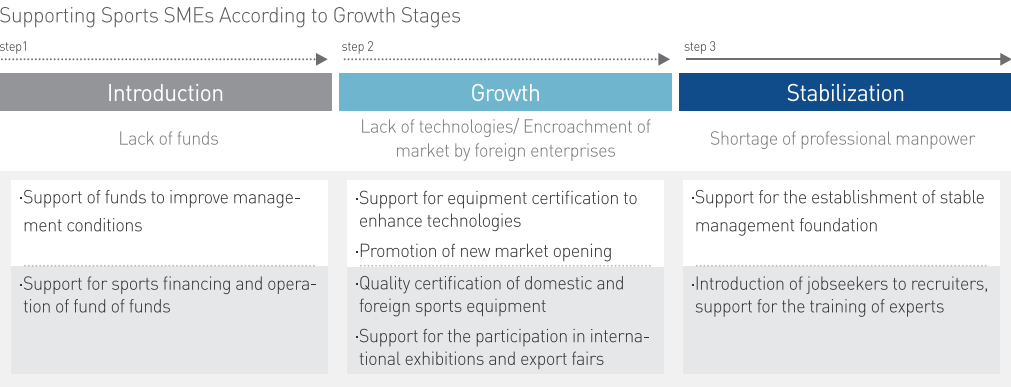 Supporting Sports SMEs According to Growth Stages
step1
step 2
step 3
Introduction
Growth
Stabilization
Lack of funds
Lack of technologies/ Encroachment of
market by foreign enterprises
Shortage of professional manpower
·Support of funds to improve manage-
ment conditions
·Support for sports financing and opera-
tion of fund of funds
·Support for equipment certification to
enhance technologies
·Promotion of new market opening
·Quality certification of domestic and
foreign sports equipment
·Support for the participation in interna-
tional exhibitions and export fairs
·Support for the establishment of stable
management foundation
·Introduction of jobseekers to recruiters,
support for the training of experts